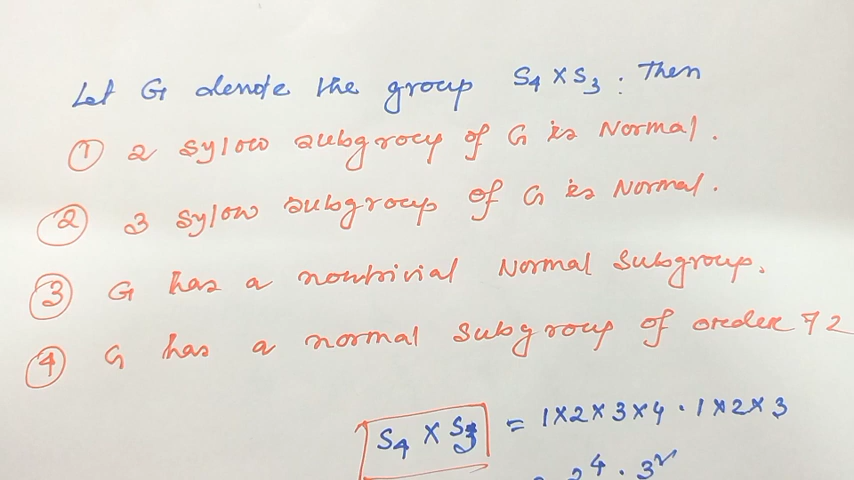 Let G denote the group S₄ × S₃ : Then
① 2 sylow subgroup of G is Normal.
② 3 sylow subgroup of G is Normal.
③ G has a nontrivial Normal Subgroup.
④ G has a normal subgroup of order 72
S₄ × S₃ = 1×2×3×4 · 1×2×3
2⁴ · 3²